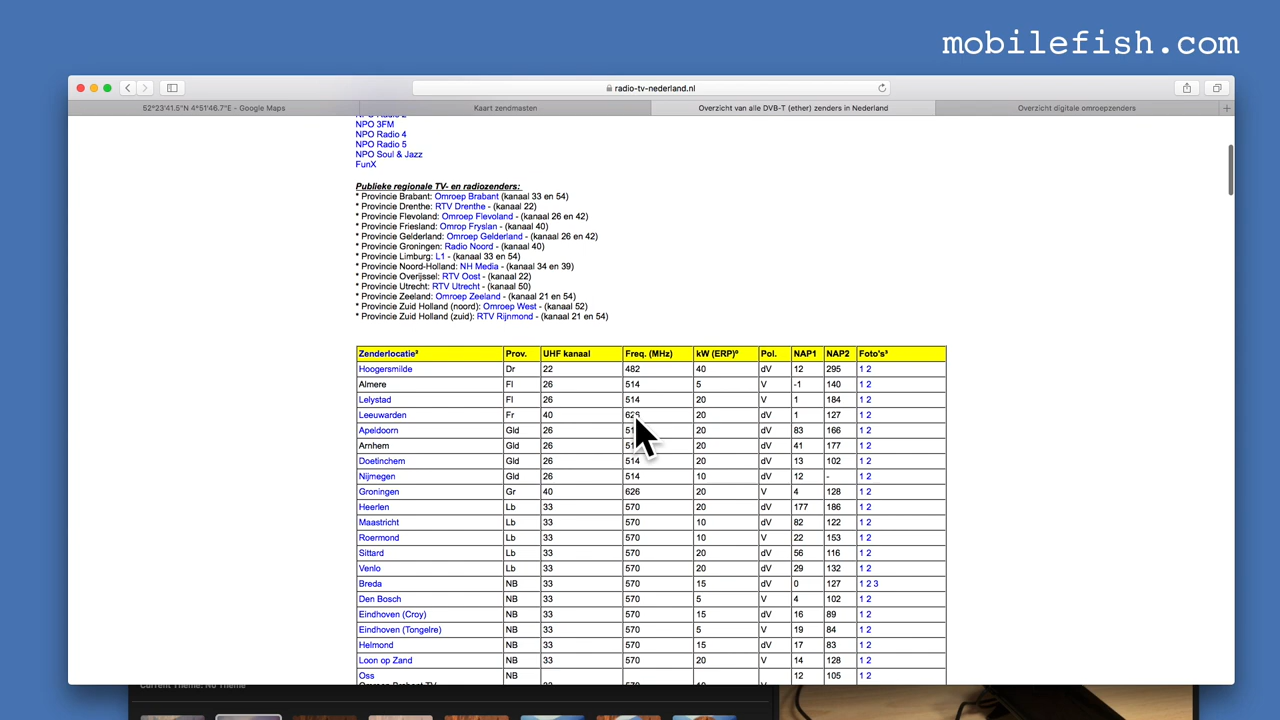 mobilefish.com
radio-tv-nederland.nl
52°23'41.5"N 4°51'46.7"E - Google Maps Kaart zendmasten Overzicht van alle DVB-T (ether) zenders in Nederland Overzicht digitale omroepzenders
NPO 3FM
NPO Radio 4
NPO Radio 5
NPO Soul & Jazz
FunX
Publieke regionale TV- en radiozenders:
* Provincie Brabant: Omroep Brabant (kanaal 33 en 54)
* Provincie Drenthe: RTV Drenthe - (kanaal 22)
* Provincie Flevoland: Omroep Flevoland - (kanaal 26 en 42)
* Provincie Friesland: Omrop Fryslan - (kanaal 40)
* Provincie Gelderland: Omroep Gelderland - (kanaal 26 en 42)
* Provincie Groningen: Radio Noord - (kanaal 40)
* Provincie Limburg: L1 - (kanaal 33 en 54)
* Provincie Noord-Holland: NH Media - (kanaal 34 en 39)
* Provincie Overijssel: RTV Oost - (kanaal 22)
* Provincie Utrecht: RTV Utrecht - (kanaal 50)
* Provincie Zeeland: Omroep Zeeland - (kanaal 21 en 54)
* Provincie Zuid Holland (noord): Omroep West - (kanaal 52)
* Provincie Zuid Holland (zuid): RTV Rijnmond - (kanaal 21 en 54)
Zenderlocatie² Prov. UHF kanaal Freq. (MHz) kW (ERP)º Pol. NAP1 NAP2 Foto's³
Hoogersmilde Dr 22 482 40 dV 12 295 1 2
Almere Fl 26 514 5 V -1 140 1 2
Lelystad Fl 26 514 20 V 1 184 1 2
Leeuwarden Fr 40 626 20 dV 1 127 1 2
Apeldoorn Gld 26 20 dV 83 166 1 2
Arnhem Gld 26 20 dV 41 177 1 2
Doetinchem Gld 26 514 20 dV 13 102 1 2
Nijmegen Gld 26 514 10 dV 12 - 1 2
Groningen Gr 40 626 20 V 4 128 1 2
Heerlen Lb 33 570 20 dV 177 186 1 2
Maastricht Lb 33 570 10 dV 82 122 1 2
Roermond Lb 33 570 10 V 22 153 1 2
Sittard Lb 33 570 20 dV 56 116 1 2
Venlo Lb 33 570 20 dV 29 132 1 2
Breda NB 33 570 15 dV 0 127 1 2 3
Den Bosch NB 33 570 5 V 4 102 1 2
Eindhoven (Croy) NB 33 570 15 dV 16 89 1 2
Eindhoven (Tongelre) NB 33 570 5 V 19 84 1 2
Helmond NB 33 570 15 dV 17 83 1 2
Loon op Zand NB 33 570 20 V 14 128 1 2
Oss NB 33 570 12 105 1 2
Current Theme: No Theme